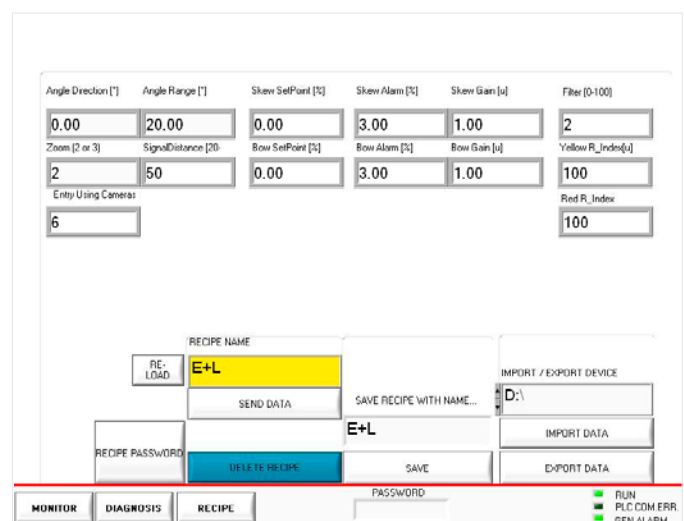 Angle Direction [°] Angle Range [°] Skew SetPoint [%] Skew Alarm [%] Skew Gain [u] Filter [0-100]
0.00 20.00 0.00 3.00 1.00 2
Zoom (2 or 3) SignalDistance [20- Bow SetPoint [%] Bow Alarm [%] Bow Gain [u] Yellow R_Index[u]
2 50 0.00 3.00 1.00 100
Entry Using Cameras Red R_Index
6 100
RECIPE NAME
RE-
LOAD E+L IMPORT / EXPORT DEVICE
SEND DATA SAVE RECIPE WITH NAME... D:\
E+L IMPORT DATA
RECIPE PASSWORD
DELETE RECIPE SAVE EXPORT DATA
MONITOR DIAGNOSIS RECIPE PASSWORD RUN
PLC COM.ERR.
GEN.ALARM